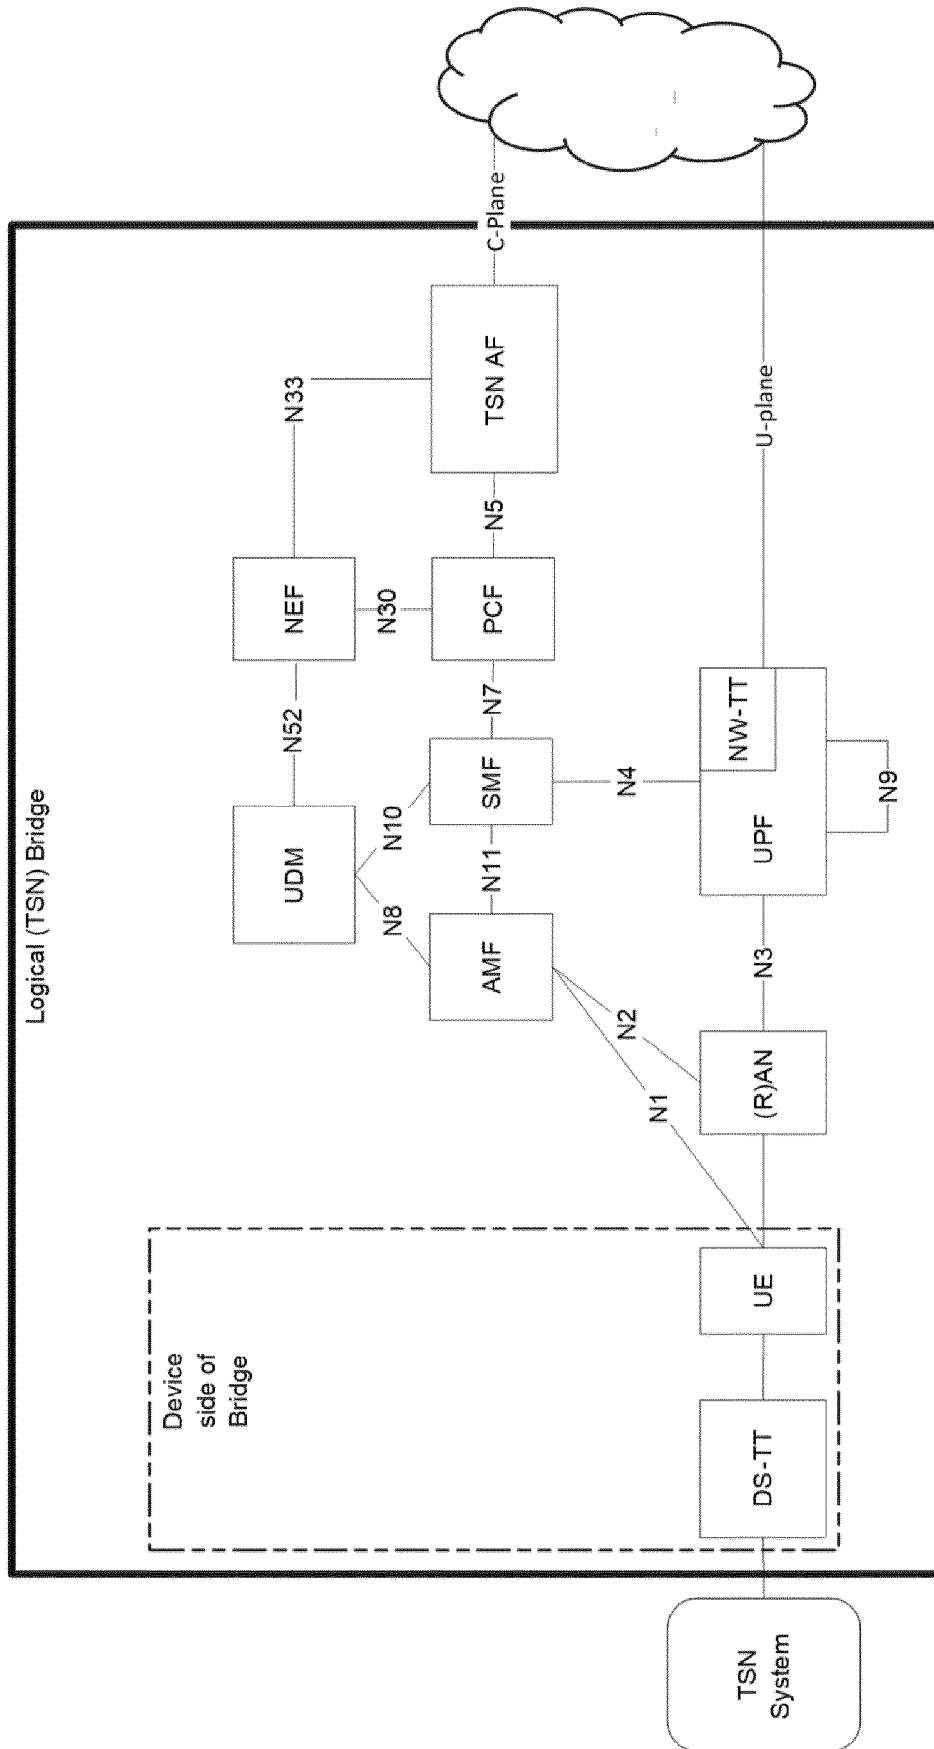 Logical (TSN) Bridge
Device
side of
Bridge
UDM
N52
NEF
N33
N8
N10
N30
AMF
N11
SMF
N7
PCF
N5
TSN AF
C-Plane
N1
N2
N4
TSN
System
DS-TT
UE
(R)AN
N3
UPF
NW-TT
U-plane
N9